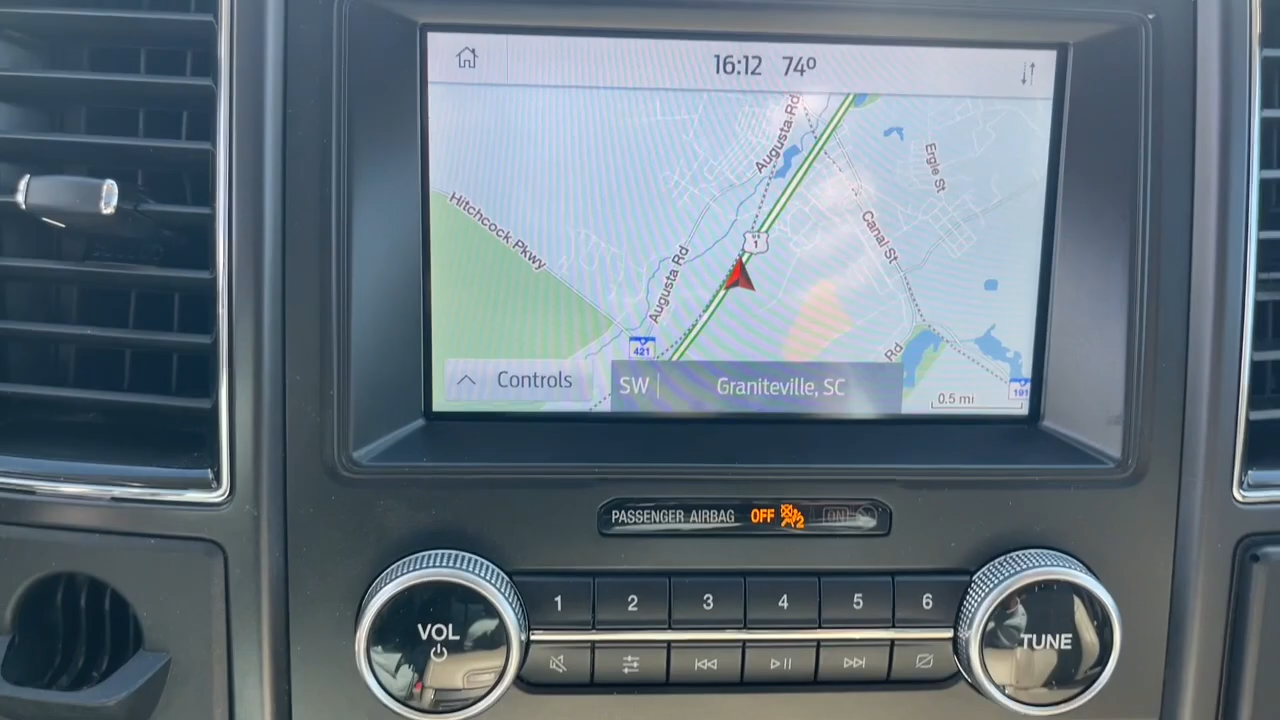 16:12 74°
Augusta Rd
Ergle St
Hitchcock Pkwy
Canal St
1
Augusta Rd
421
Rd
191
Controls
SW | Graniteville, SC
0.5 mi
PASSENGER AIRBAG OFF 2 ON
VOL
1 2 3 4 5 6
TUNE